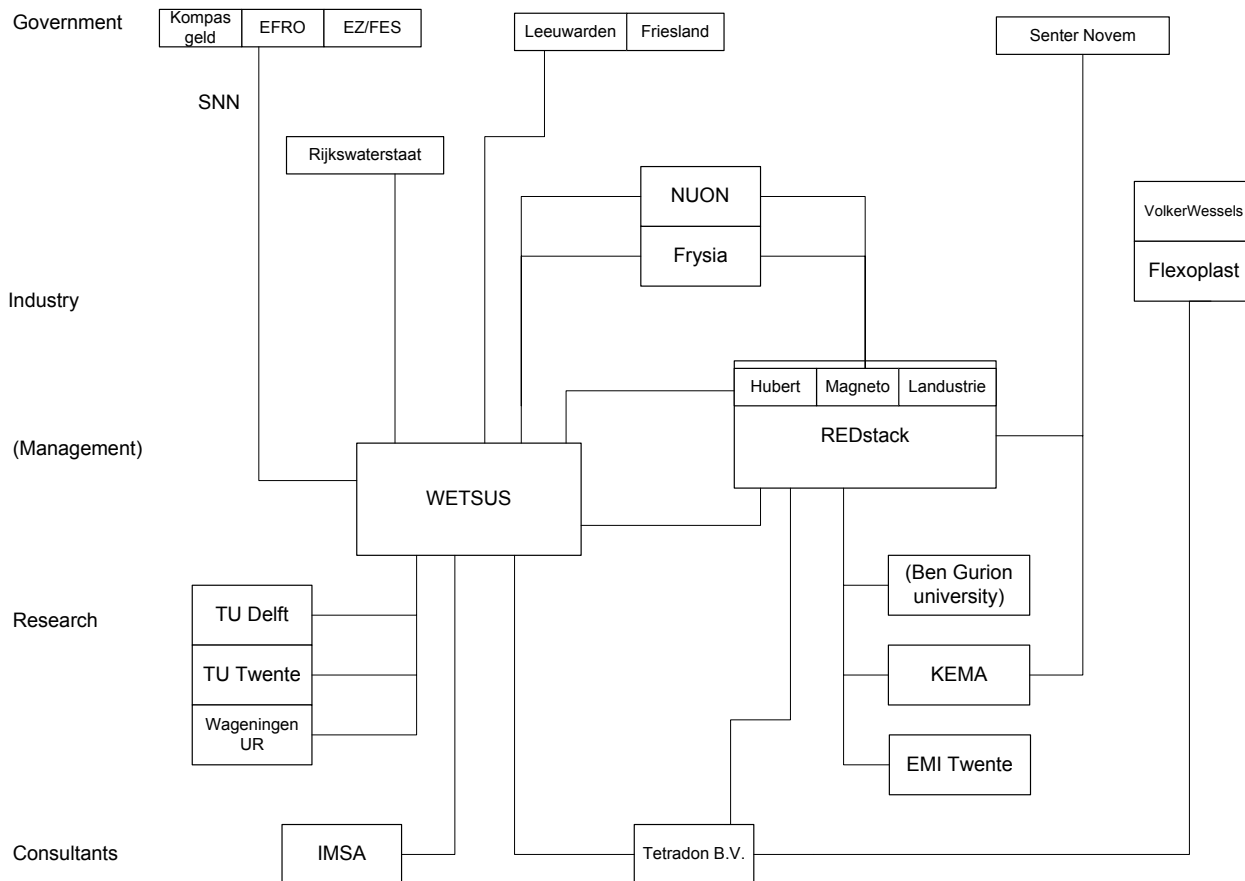 Government
Kompas
geld
EFRO
EZ/FES
Leeuwarden
Friesland
Senter Novem
SNN
Rijkswaterstaat
NUON
Frysia
VolkerWessels
Flexoplast
Industry
Hubert
Magneto
Landustrie
REDstack
(Management)
WETSUS
(Ben Gurion
university)
Research
TU Delft
TU Twente
KEMA
Wageningen
UR
EMI Twente
Consultants
IMSA
Tetradon B.V.